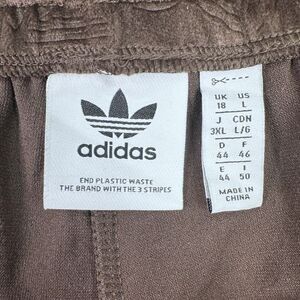 adidas
END PLASTIC WASTE
THE BRAND WITH THE 3 STRIPES
UK US
18 L
J CDN
3XL L/G
D F
44 46
E I
44 50
MADE IN
CHINA